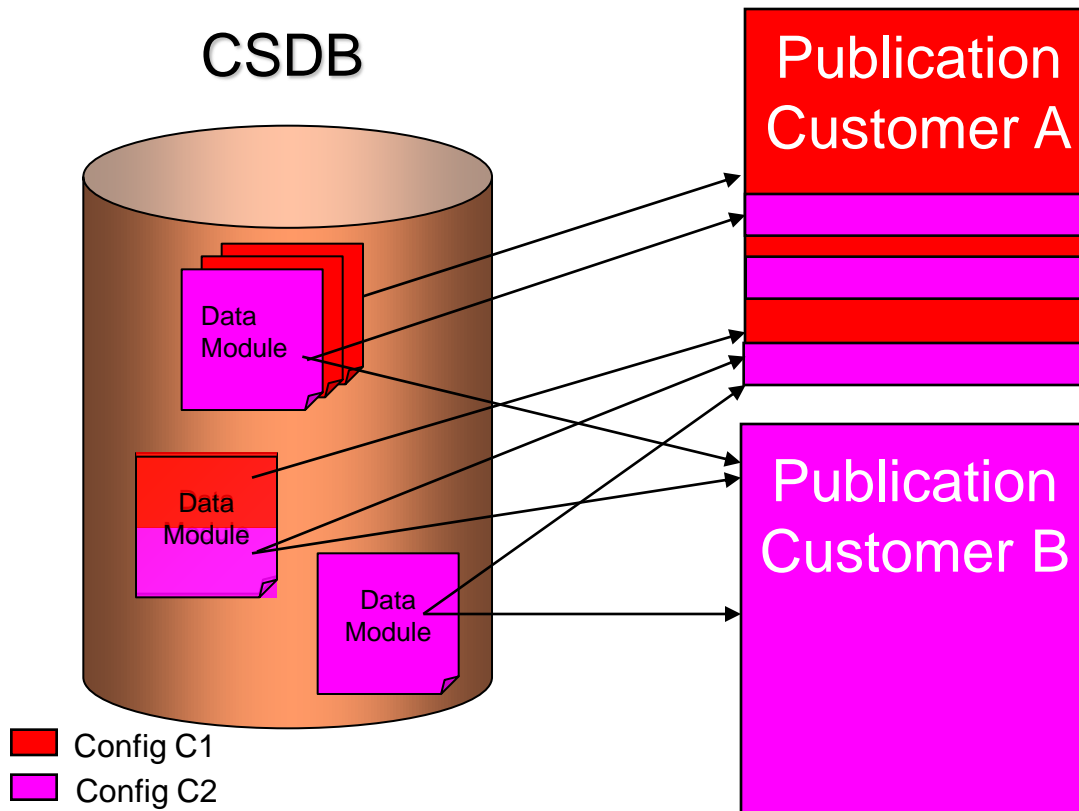 CSDB
Publication
Customer A
Data
Module
Data
Module
Data
Module
Publication
Customer B
Config C1
Config C2